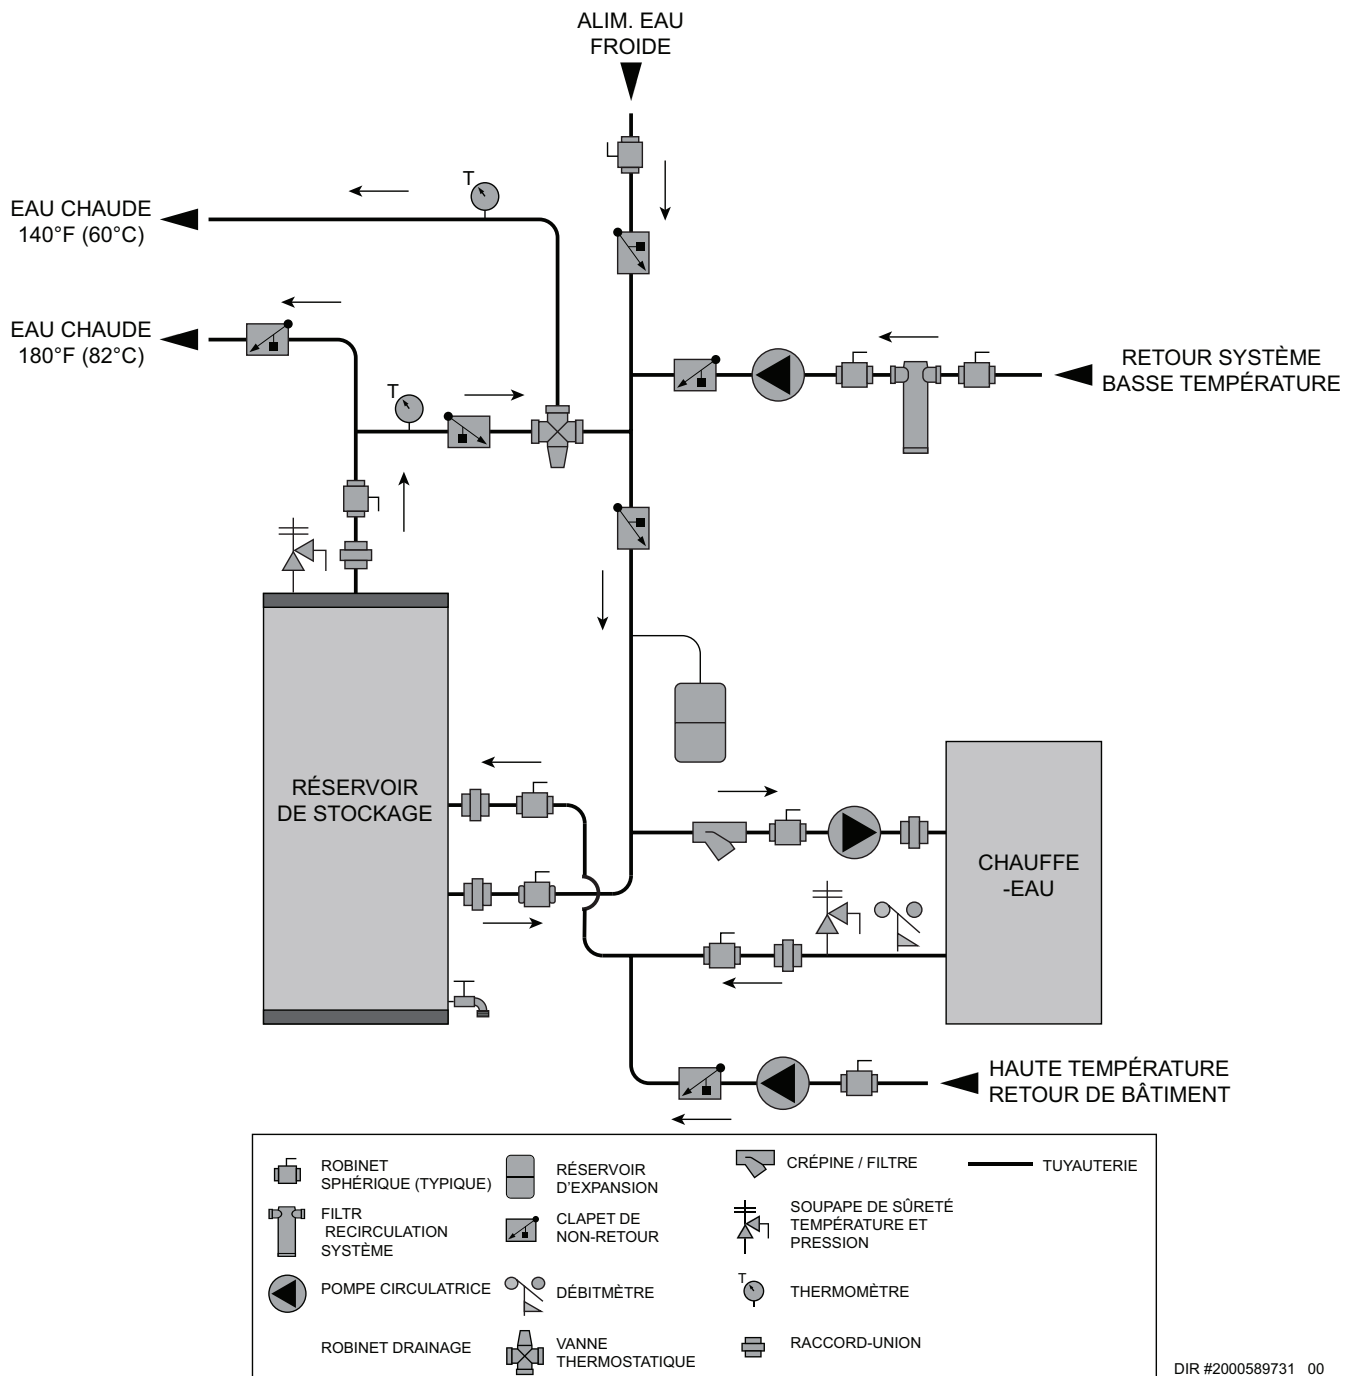 ALIM. EAU
FROIDE
T
EAU CHAUDE
140°F (60°C)
EAU CHAUDE
180°F (82°C)
T
RETOUR SYSTÈME
BASSE TEMPÉRATURE
RÉSERVOIR
DE STOCKAGE
CHAUFFE
-EAU
HAUTE TEMPÉRATURE
RETOUR DE BÂTIMENT
ROBINET
SPHÉRIQUE (TYPIQUE)
FILTR
RECIRCULATION
SYSTÈME
POMPE CIRCULATRICE
ROBINET DRAINAGE
RÉSERVOIR
D'EXPANSION
CLAPET DE
NON-RETOUR
DÉBITMÈTRE
VANNE
THERMOSTATIQUE
CRÉPINE / FILTRE
SOUPAPE DE SÛRETÉ
TEMPÉRATURE ET
PRESSION
T
THERMOMÈTRE
RACCORD-UNION
TUYAUTERIE
DIR #2000589731 00